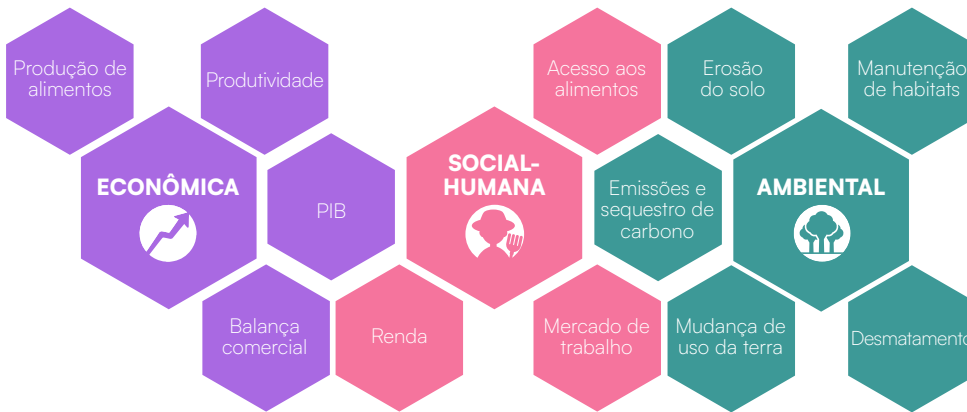 Produção de
alimentos
Produtividade
ECONÔMICA
PIB
Balança
comercial
Acesso aos
alimentos
SOCIAL-
HUMANA
Renda
Mercado de
trabalho
Erosão
do solo
Manutenção
de habitats
Emissões e
sequestro de
carbono
AMBIENTAL
Mudança de
uso da terra
Desmatamento